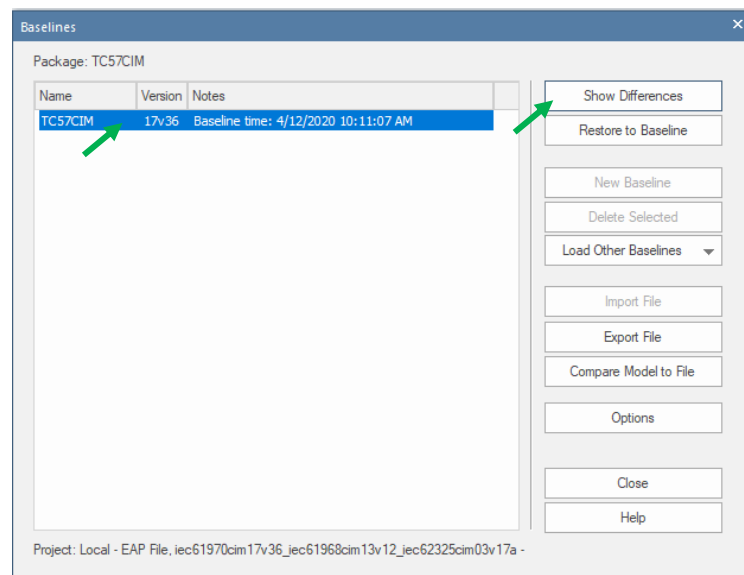 Baselines
Package: TC57CIM
Name Version Notes
TC57CIM 17v36 Baseline time: 4/12/2020 10:11:07 AM
Show Differences
Restore to Baseline
New Baseline
Delete Selected
Load Other Baselines
Import File
Export File
Compare Model to File
Options
Close
Help
Project: Local - EAP File, iec61970cim17v36_iec61968cim13v12_iec62325cim03v17a -